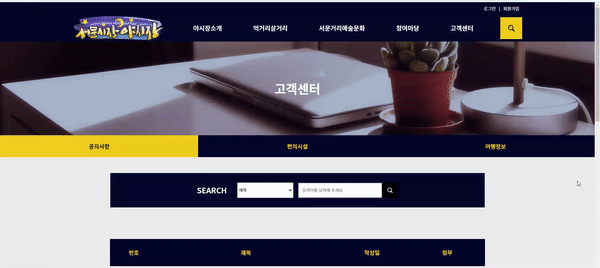 로그인 | 회원가입
서문시장 야시장
야시장소개 먹거리살거리 서문거리예술문화 참여마당 고객센터
고객센터
공지사항 편의시설 여행정보
SEARCH 제목 검색어를 입력해 주세요
번호 제목 작성일 첨부